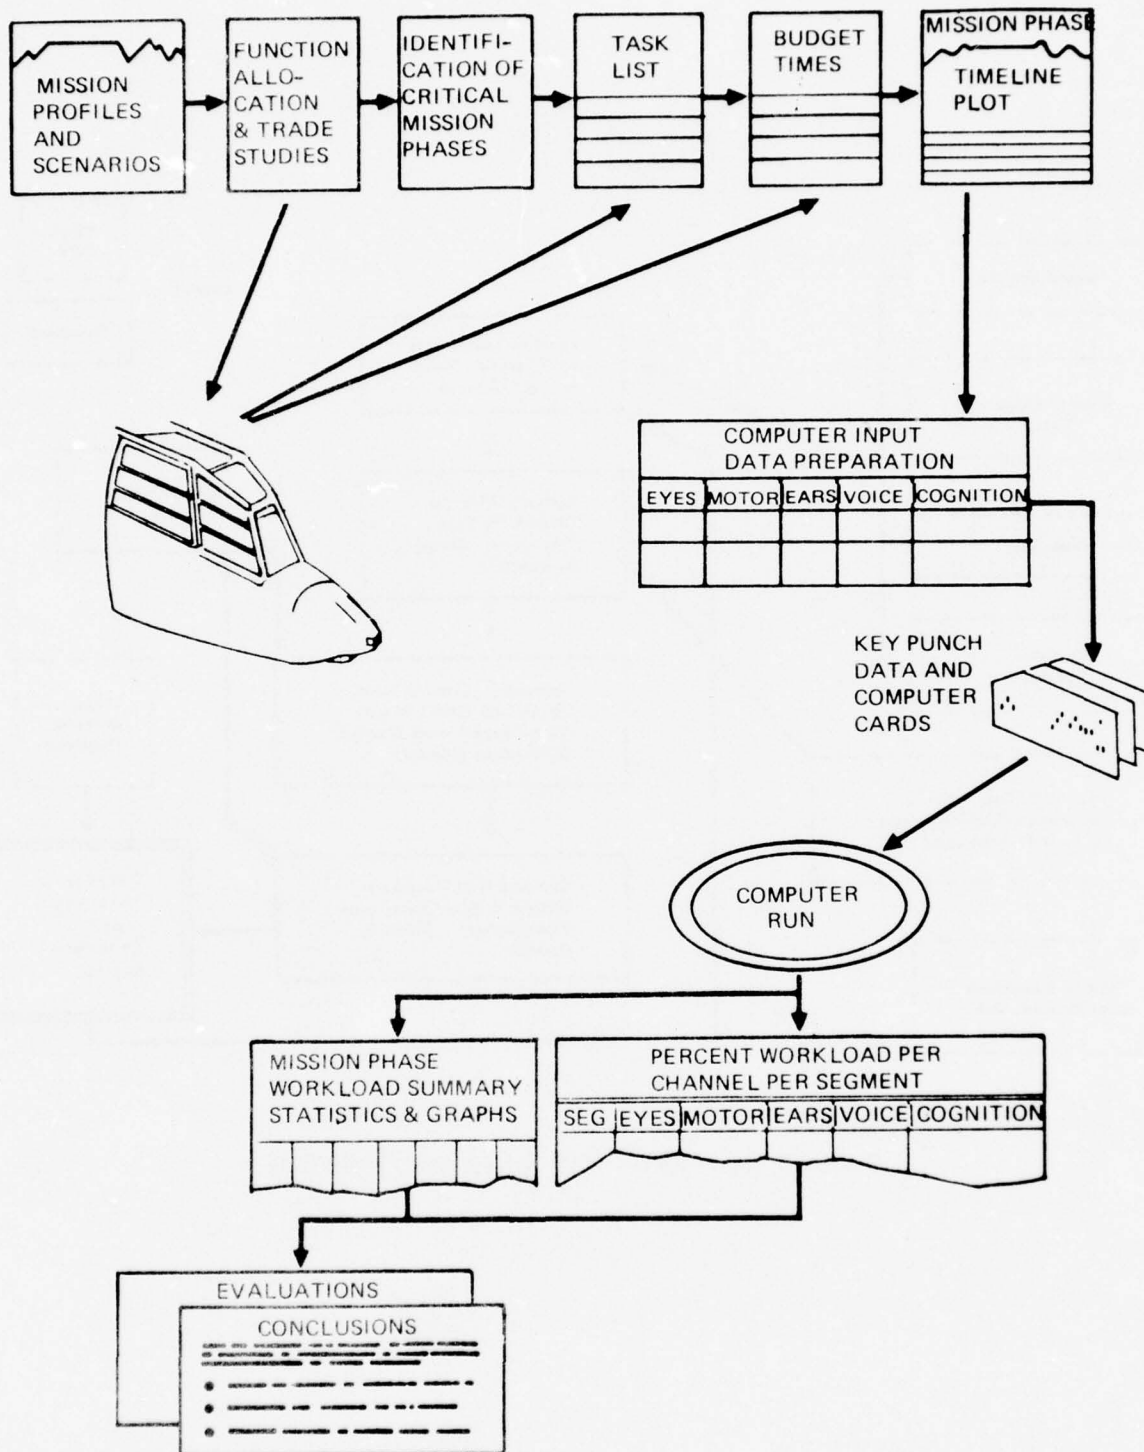 MISSION
PROFILES
AND
SCENARIOS
FUNCTION
ALLO-
CATION
& TRADE
STUDIES
IDENTIFI-
CATION OF
CRITICAL
MISSION
PHASES
TASK
LIST
BUDGET
TIMES
MISSION PHASE
TIMELINE
PLOT
COMPUTER INPUT
DATA PREPARATION
EYES MOTOR EARS VOICE COGNITION
KEY PUNCH
DATA AND
COMPUTER
CARDS
COMPUTER
RUN
MISSION PHASE
WORKLOAD SUMMARY
STATISTICS & GRAPHS
PERCENT WORKLOAD PER
CHANNEL PER SEGMENT
SEG EYES MOTOR EARS VOICE COGNITION
EVALUATIONS
CONCLUSIONS